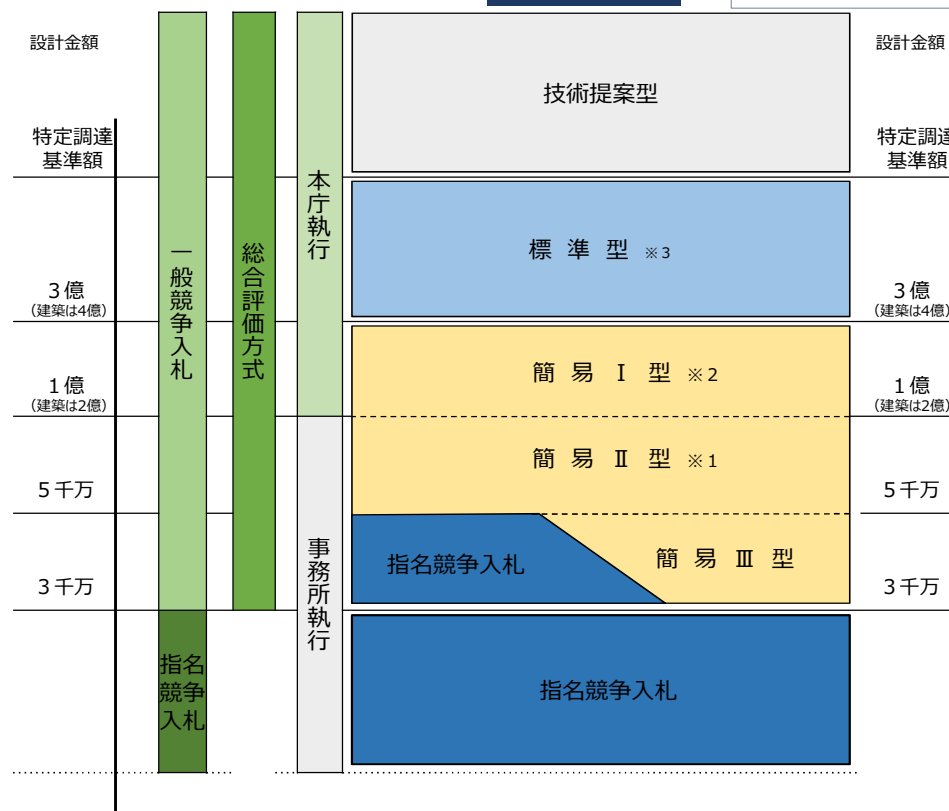 設計金額
特定調達
基準額
3億
(建築は4億)
1億
(建築は2億)
5千万
3千万
一般競争入札
指名
競争
入札
総合評価方式
本庁執行
事務所執行
技術提案型
標 準 型 ※3
簡 易 Ⅰ 型 ※2
簡 易 Ⅱ 型 ※1
指名競争入札
簡 易 Ⅲ 型
指名競争入札
設計金額
特定調達
基準額
3億
(建築は4億)
1億
(建築は2億)
5千万
3千万